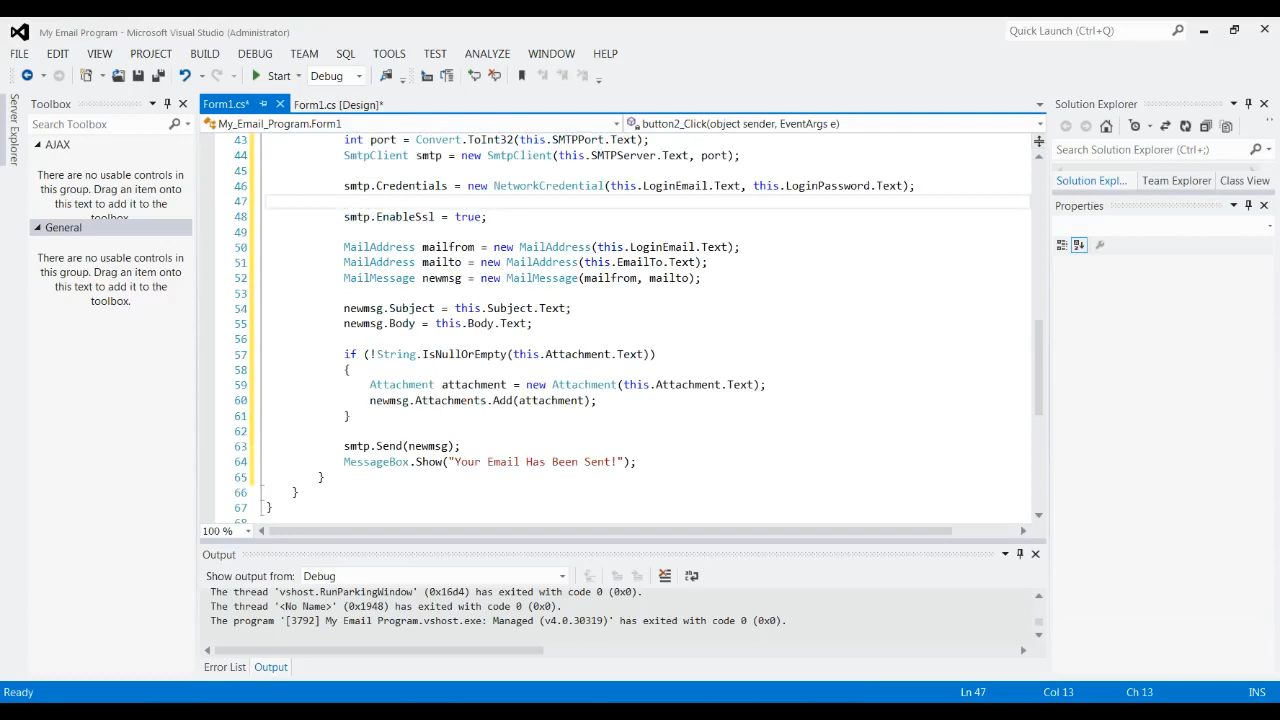 My Email Program - Microsoft Visual Studio (Administrator)
Quick Launch (Ctrl+Q)
FILE EDIT VIEW PROJECT BUILD DEBUG TEAM SQL TOOLS TEST ANALYZE WINDOW HELP
Start Debug
Server Explorer
Toolbox
Search Toolbox
AJAX
There are no usable controls in
this group. Drag an item onto
this text to add it to the
toolbox.
General
There are no usable controls in
this group. Drag an item onto
this text to add it to the
toolbox.
Form1.cs* Form1.cs [Design]*
My_Email_Program.Form1 button2_Click(object sender, EventArgs e)
43 int port = Convert.ToInt32(this.SMTPPort.Text);
44 SmtpClient smtp = new SmtpClient(this.SMTPServer.Text, port);
45
46 smtp.Credentials = new NetworkCredential(this.LoginEmail.Text, this.LoginPassword.Text);
47
48 smtp.EnableSsl = true;
49
50 MailAddress mailfrom = new MailAddress(this.LoginEmail.Text);
51 MailAddress mailto = new MailAddress(this.EmailTo.Text);
52 MailMessage newmsg = new MailMessage(mailfrom, mailto);
53
54 newmsg.Subject = this.Subject.Text;
55 newmsg.Body = this.Body.Text;
56
57 if (!String.IsNullOrEmpty(this.Attachment.Text))
58 {
59 Attachment attachment = new Attachment(this.Attachment.Text);
60 newmsg.Attachments.Add(attachment);
61 }
62
63 smtp.Send(newmsg);
64 MessageBox.Show("Your Email Has Been Sent!");
65 }
66 }
67 }
68
100 %
Output
Show output from: Debug
The thread 'vshost.RunParkingWindow' (0x16d4) has exited with code 0 (0x0).
The thread '<No Name>' (0x1948) has exited with code 0 (0x0).
The program '[3792] My Email Program.vshost.exe: Managed (v4.0.30319)' has exited with code 0 (0x0).
Error List Output
Solution Explorer
Search Solution Explorer (Ctrl+;)
Solution Expl... Team Explorer Class View
Properties
Ready Ln 47 Col 13 Ch 13 INS